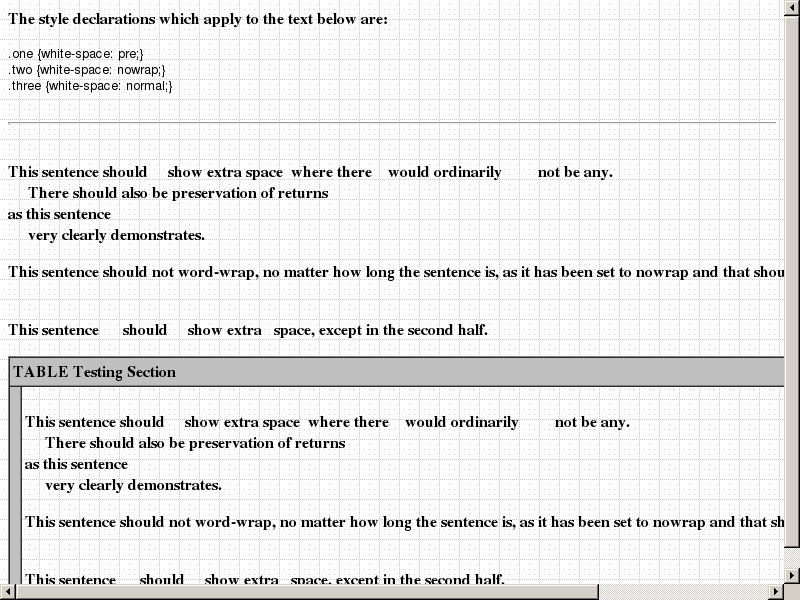 The style declarations which apply to the text below are:
.one {white-space: pre;}
.two {white-space: nowrap;}
.three {white-space: normal;}
This sentence should     show extra space  where there    would ordinarily         not be any.
     There should also be preservation of returns
as this sentence
     very clearly demonstrates.
This sentence should not word-wrap, no matter how long the sentence is, as it has been set to nowrap and that shou
This sentence      should     show extra   space, except in the second half.
TABLE Testing Section
This sentence should     show extra space  where there    would ordinarily         not be any.
     There should also be preservation of returns
as this sentence
     very clearly demonstrates.
This sentence should not word-wrap, no matter how long the sentence is, as it has been set to nowrap and that sh
This sentence      should     show extra   space, except in the second half.